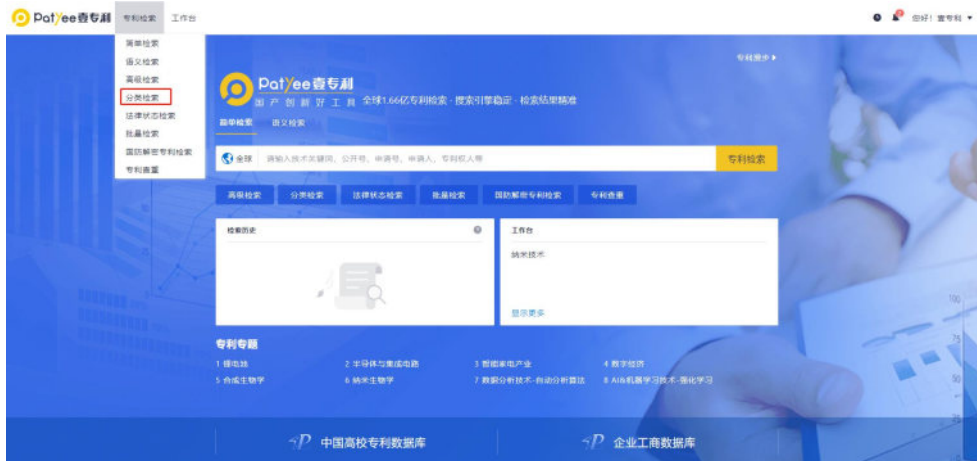 Patyee壹专利 专利检索 工作台 您好！壹专利
简单检索
语义检索
高级检索
分类检索
法律状态检索
批量检索
国防解密专利检索
专利查重
Patyee壹专利
国产创新好工具 全球1.66亿专利检索 · 搜索引擎稳定 · 检索结果精准
简单检索 语义检索
全球 请输入技术关键词、公开号、申请号、申请人、专利权人等 专利检索
高级检索 分类检索 法律状态检索 批量检索 国防解密专利检索 专利查重
检索历史 工作台
纳米技术
显示更多
专利专题
1 锂电池 2 半导体与集成电路 3 智能家电产业 4 数字经济
5 合成生物学 6 纳米生物学 7 数据分析技术-自动分析算法 8 AI&机器学习技术-强化学习
中国高校专利数据库 企业工商数据库
100
75
50
25